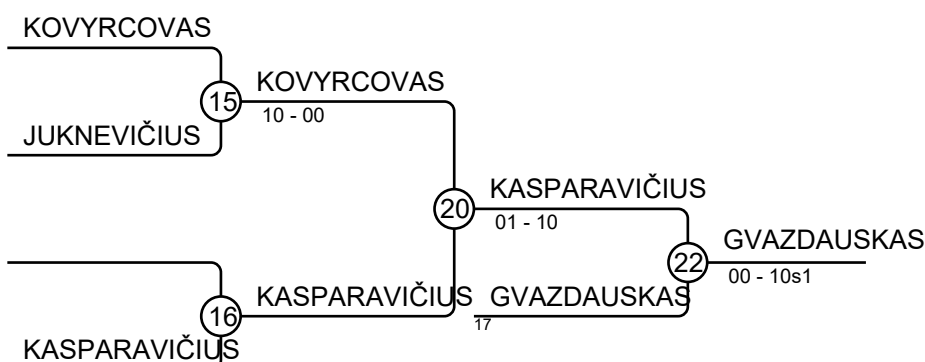 KOVYRCOVAS
15
KOVYRCOVAS
10 - 00
JUKNEVIČIUS
20
KASPARAVIČIUS
01 - 10
22
GVAZDAUSKAS
00 - 10s1
16
KASPARAVIČIUS
GVAZDAUSKAS
17
KASPARAVIČIUS